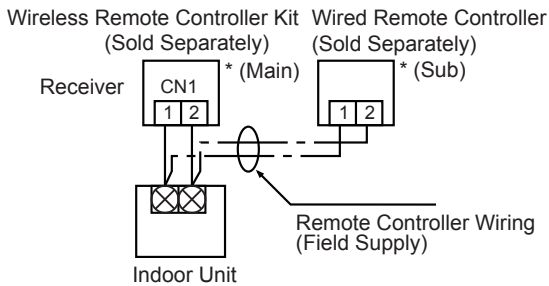 Wireless Remote Controller Kit
(Sold Separately)
Wired Remote Controller
(Sold Separately)
* (Main)
* (Sub)
Receiver
CN1
1 2
1 2
Remote Controller Wiring
(Field Supply)
Indoor Unit